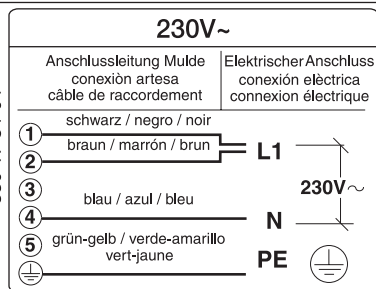 230V~
Anschlussleitung Mulde
conexiòn artesa
câble de raccordement
Elektrischer Anschluss
conexión elèctrica
connexion électrique
schwarz / negro / noir
1
braun / marrón / brun
L1
2
3
230V~
blau / azul / bleu
4
N
5
grün-gelb / verde-amarillo
vert-jaune
PE